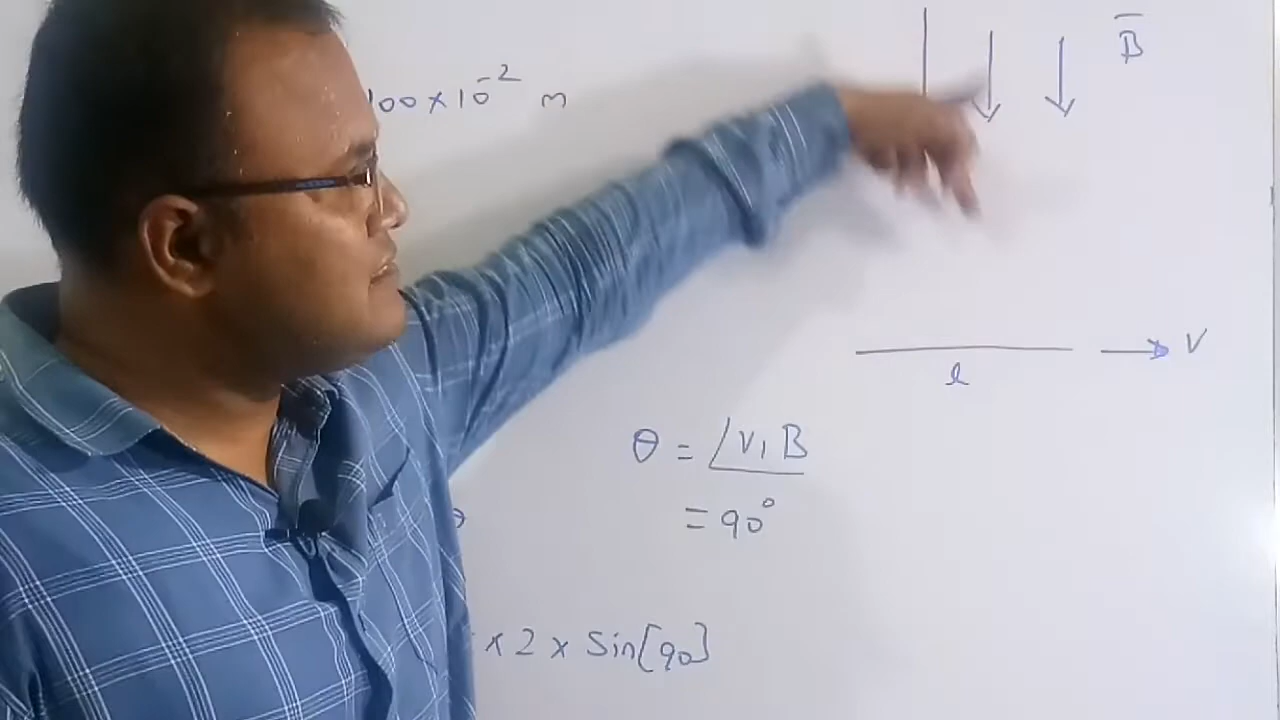 100×10⁻² m
B̅
V
l
θ = ∠V, B
= 90°
× 2 × Sin[90]